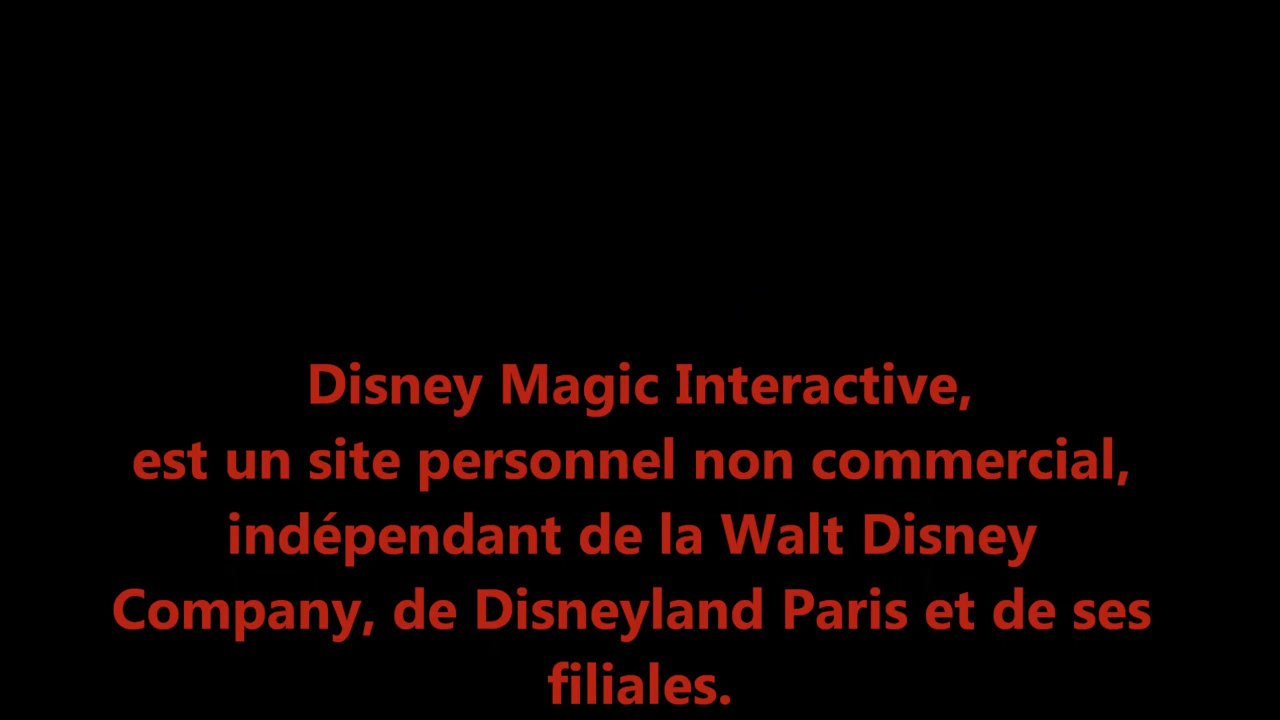 Disney Magic Interactive,
est un site personnel non commercial,
indépendant de la Walt Disney
Company, de Disneyland Paris et de ses
filiales.